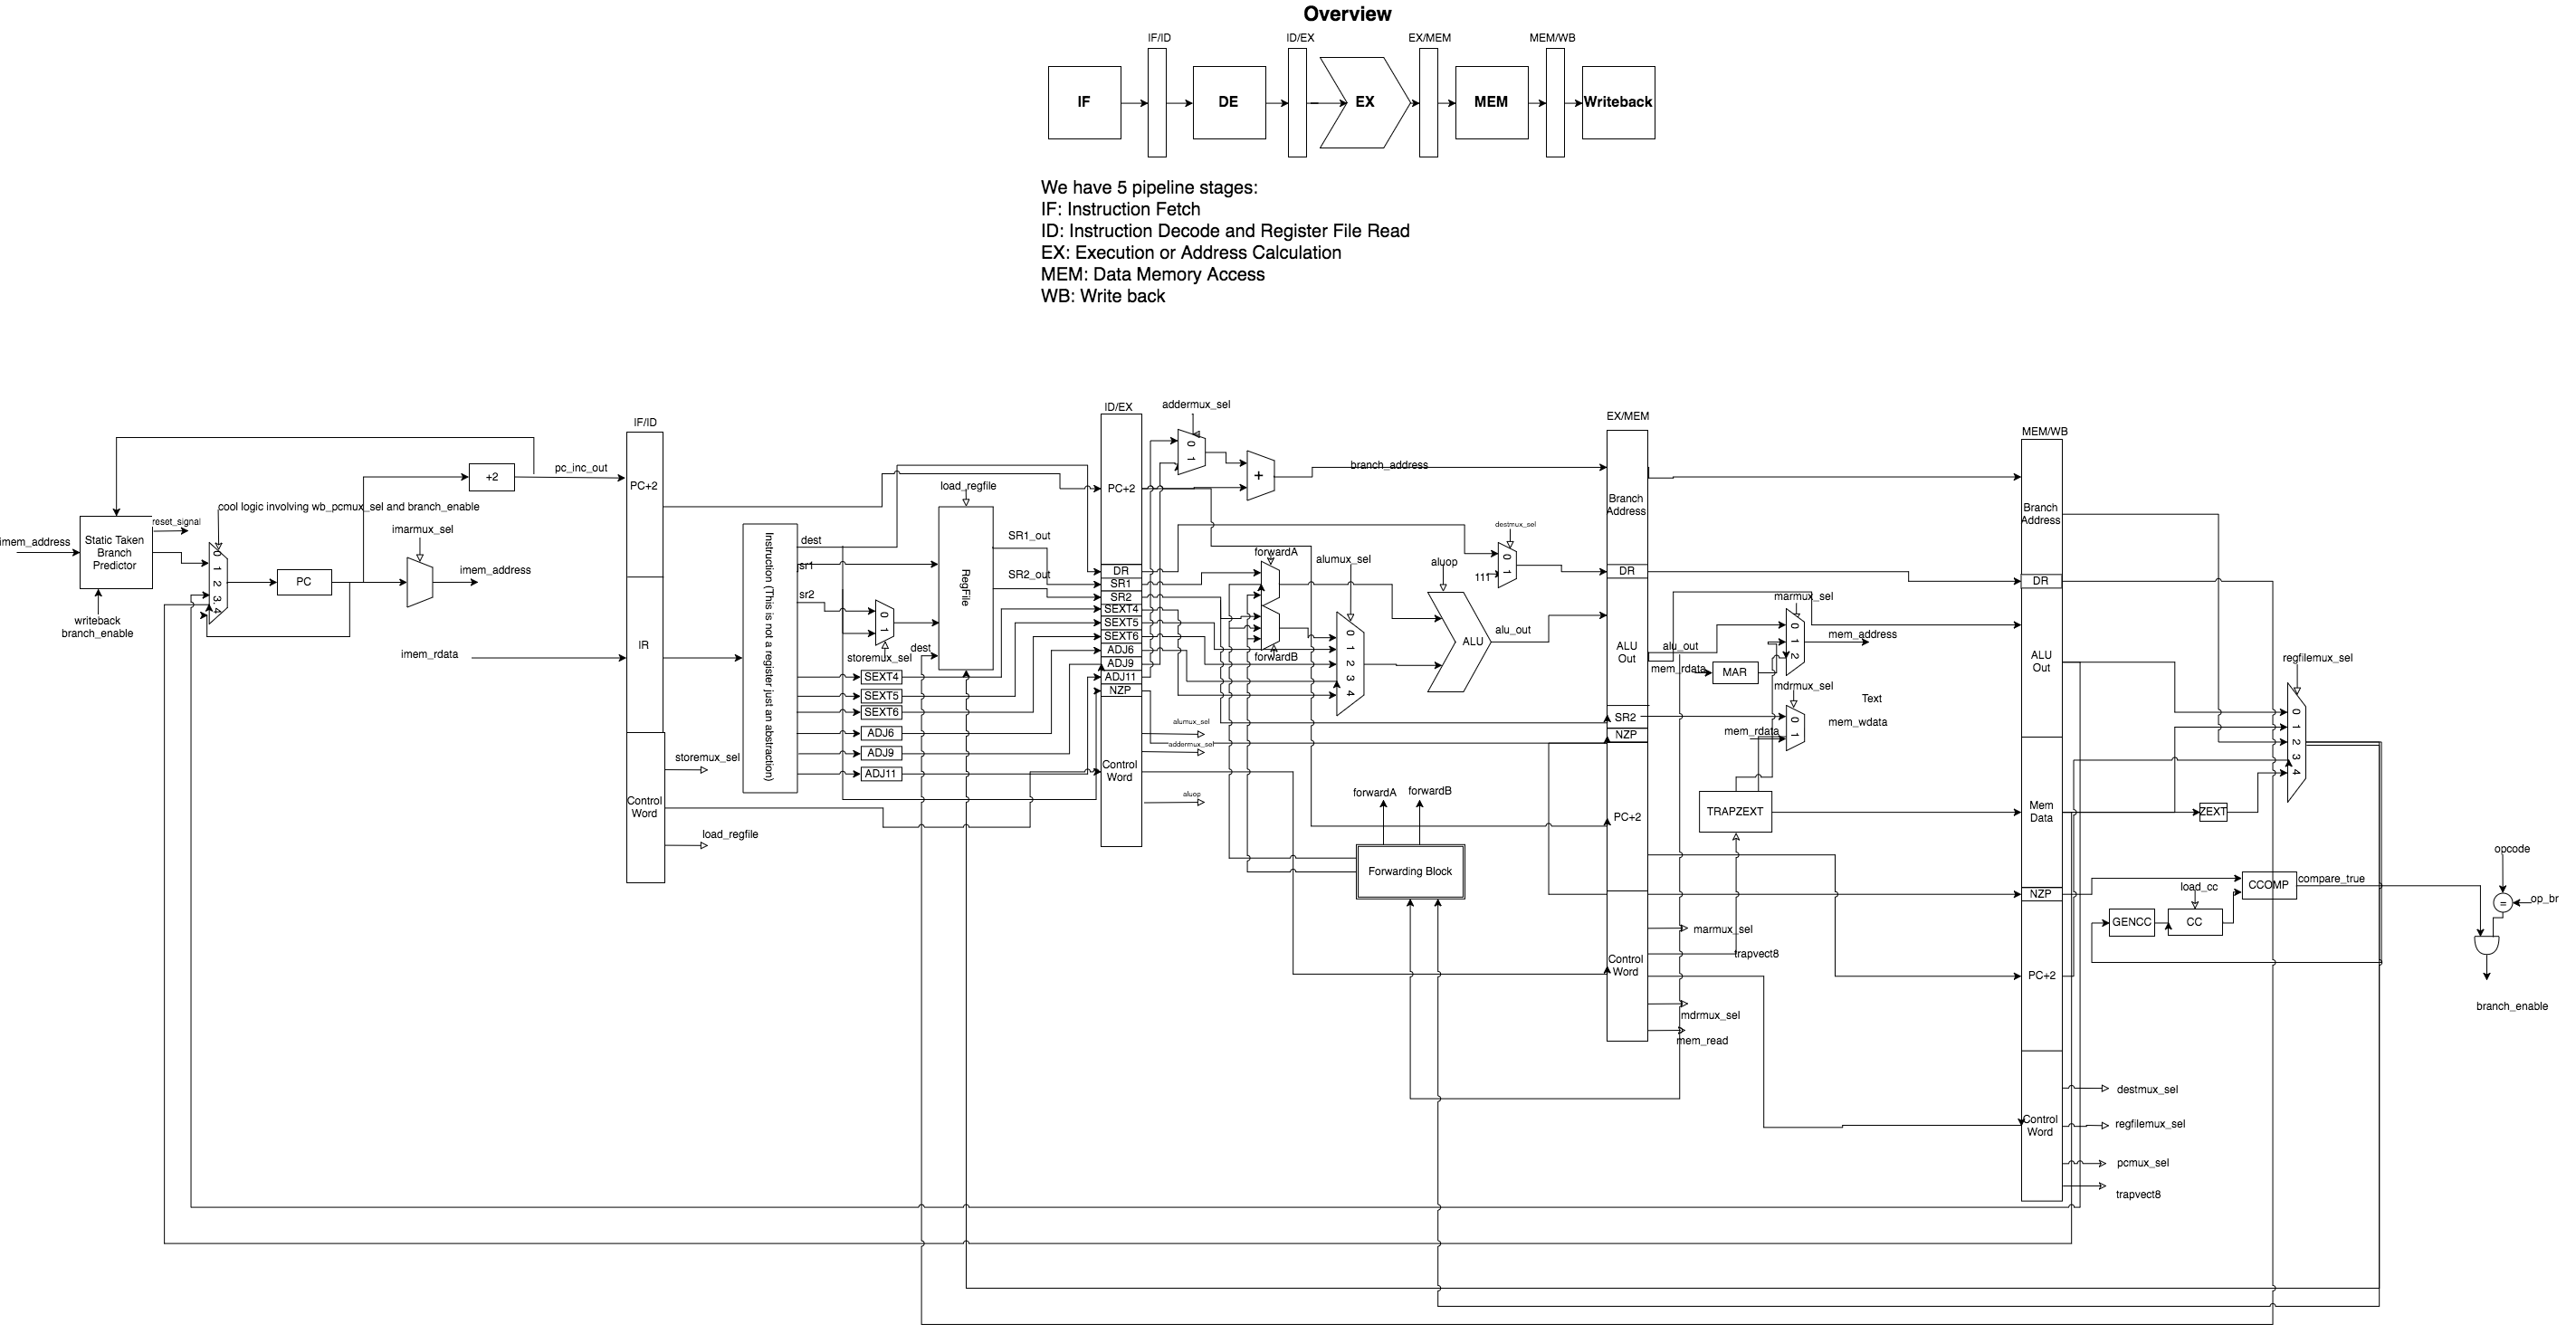 Overview
IF/ID
ID/EX
EX/MEM
MEM/WB
IF
DE
EX
MEM
Writeback
We have 5 pipeline stages:
IF: Instruction Fetch
ID: Instruction Decode and Register File Read
EX: Execution or Address Calculation
MEM: Data Memory Access
WB: Write back
imem_address
Static Taken
Branch
Predictor
reset_signal
writeback
branch_enable
cool logic involving wb_pcmux_sel and branch_enable
0
1
2
3
4
PC
+2
pc_inc_out
imarmux_sel
imem_address
imem_rdata
IF/ID
PC+2
IR
Control
Word
storemux_sel
load_regfile
Instruction (This is not a register just an abstraction)
dest
sr1
sr2
0
1
storemux_sel
load_regfile
RegFile
dest
SR1_out
SR2_out
SEXT4
SEXT5
SEXT6
ADJ6
ADJ9
ADJ11
ID/EX
PC+2
DR
SR1
SR2
SEXT4
SEXT5
SEXT6
ADJ6
ADJ9
ADJ11
NZP
Control
Word
alumux_sel
addermux_sel
aluop
addermux_sel
0
1
+
branch_address
forwardA
forwardB
alumux_sel
0
1
2
3
4
aluop
ALU
alu_out
destmux_sel
0
1
111
forwardA
forwardB
Forwarding Block
EX/MEM
Branch
Address
DR
ALU
Out
SR2
NZP
PC+2
Control
Word
marmux_sel
trapvect8
mdrmux_sel
mem_read
alu_out
mem_rdata
MAR
marmux_sel
0
1
2
mem_address
mdrmux_sel
0
1
mem_rdata
Text
mem_wdata
TRAPZEXT
MEM/WB
Branch
Address
DR
ALU
Out
Mem
Data
NZP
PC+2
Control
Word
destmux_sel
regfilemux_sel
pcmux_sel
trapvect8
ZEXT
regfilemux_sel
0
1
2
3
4
GENCC
load_cc
CC
CCOMP
compare_true
opcode
=
op_br
branch_enable